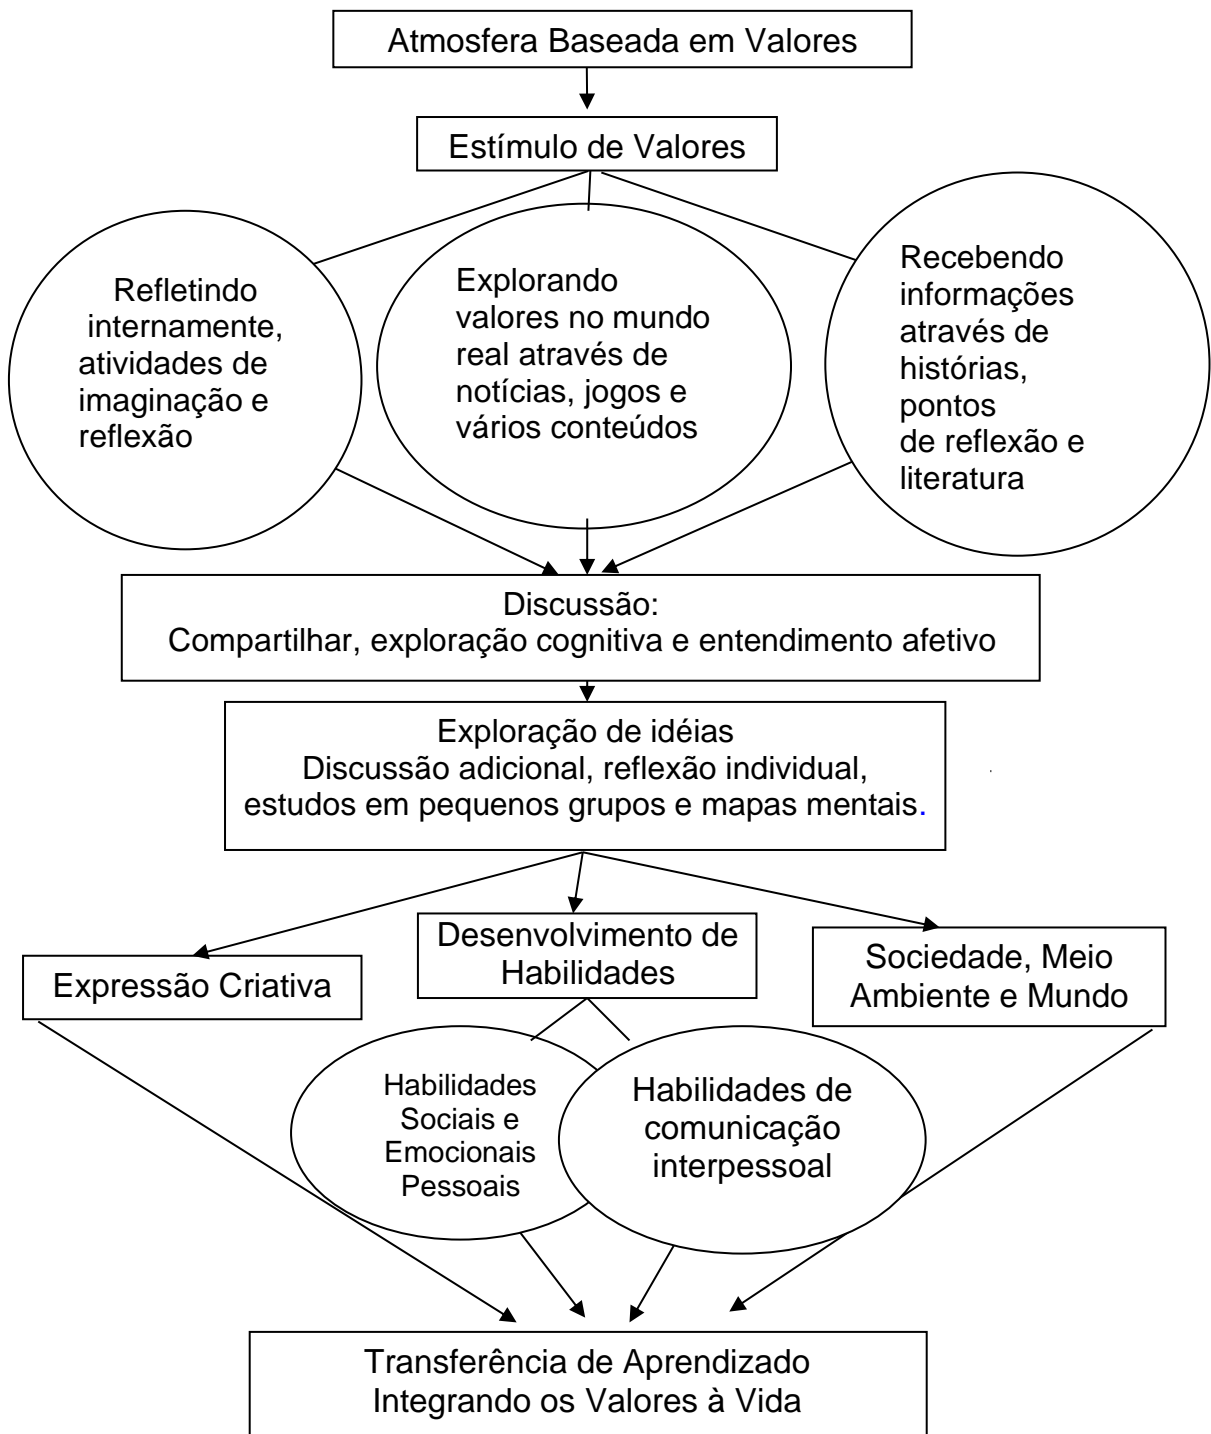 Atmosfera Baseada em Valores
Estímulo de Valores
Refletindo
internamente,
atividades de
imaginação e
reflexão
Explorando
valores no mundo
real através de
notícias, jogos e
vários conteúdos
Recebendo
informações
através de
histórias,
pontos
de reflexão e
literatura
Discussão:
Compartilhar, exploração cognitiva e entendimento afetivo
Exploração de idéias
Discussão adicional, reflexão individual,
estudos em pequenos grupos e mapas mentais.
Expressão Criativa
Desenvolvimento de
Habilidades
Sociedade, Meio
Ambiente e Mundo
Habilidades
Sociais e
Emocionais
Pessoais
Habilidades de
comunicação
interpessoal
Transferência de Aprendizado
Integrando os Valores à Vida